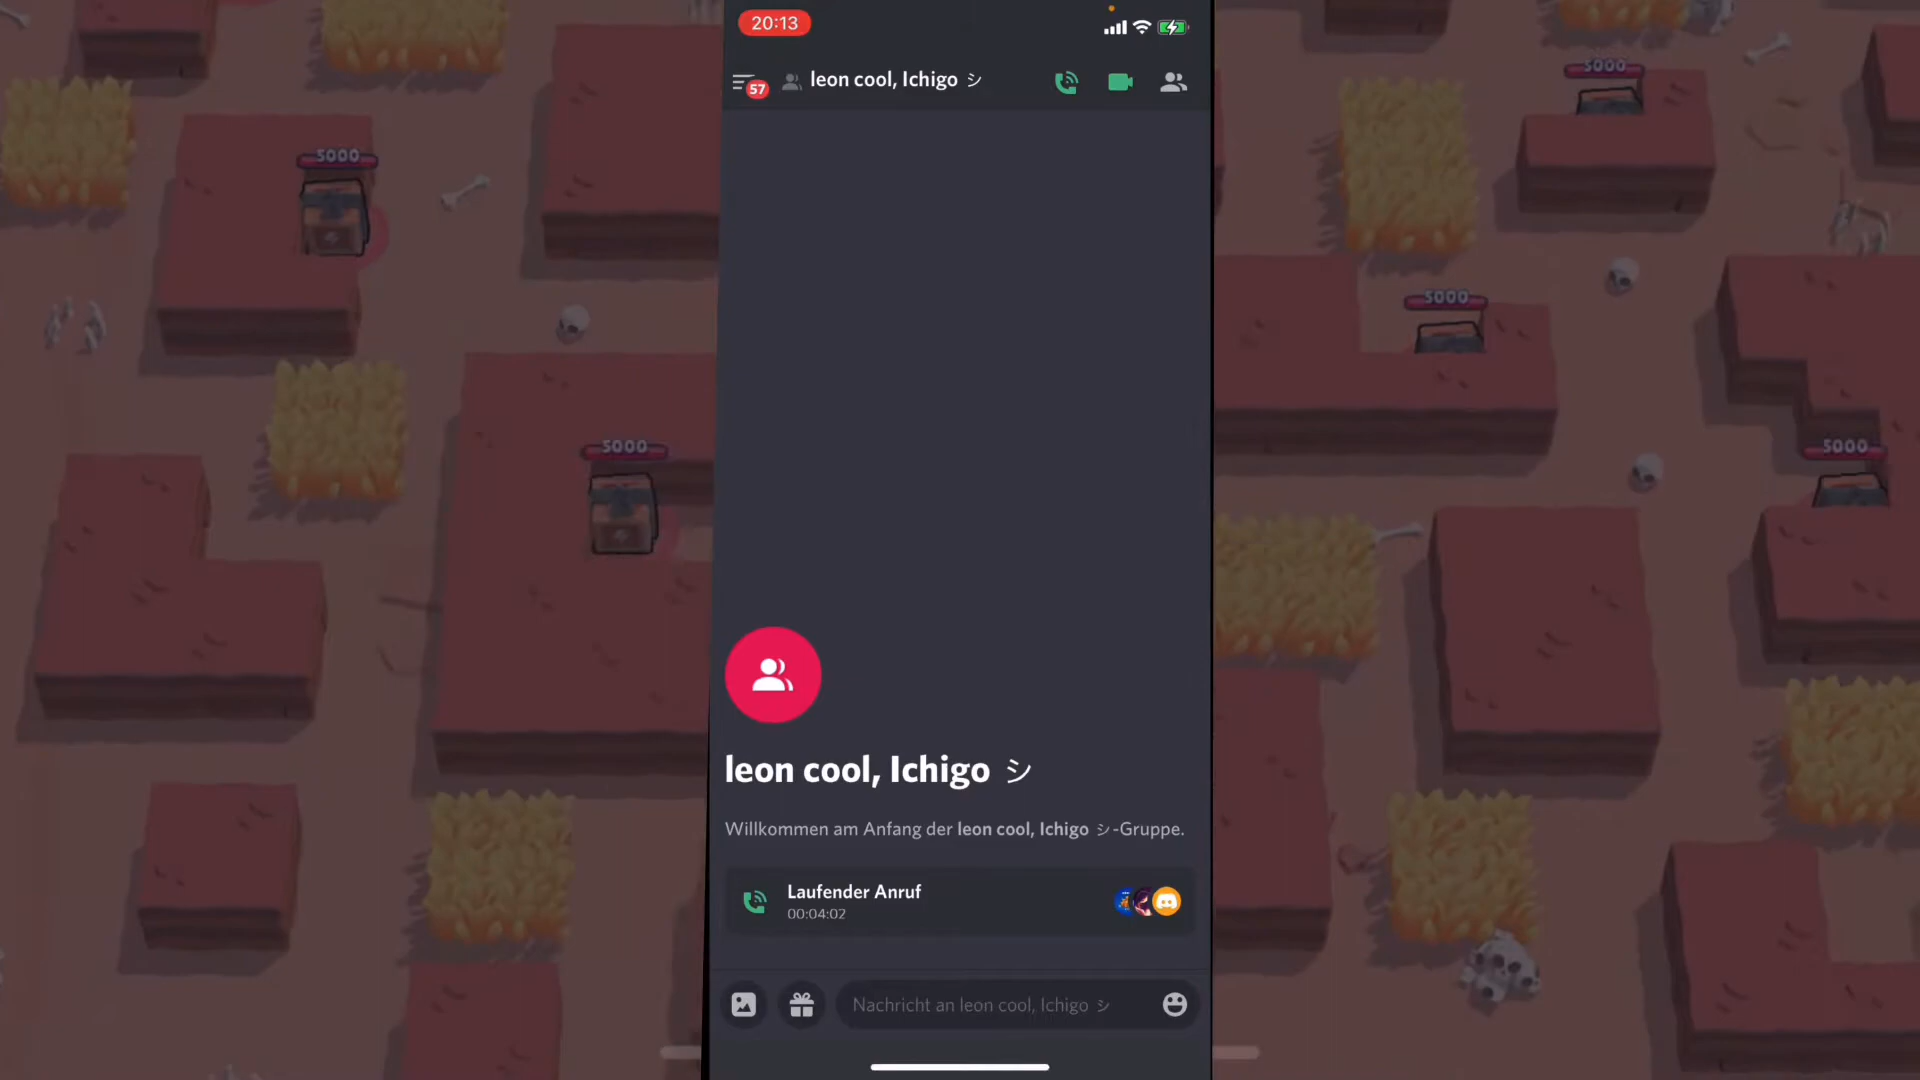 20:13
57
leon cool, Ichigo シ
5000
5000
5000
5000
5000
leon cool, Ichigo シ
Willkommen am Anfang der leon cool, Ichigo シ-Gruppe.
Laufender Anruf
00:04:02
Nachricht an leon cool, Ichigo シ